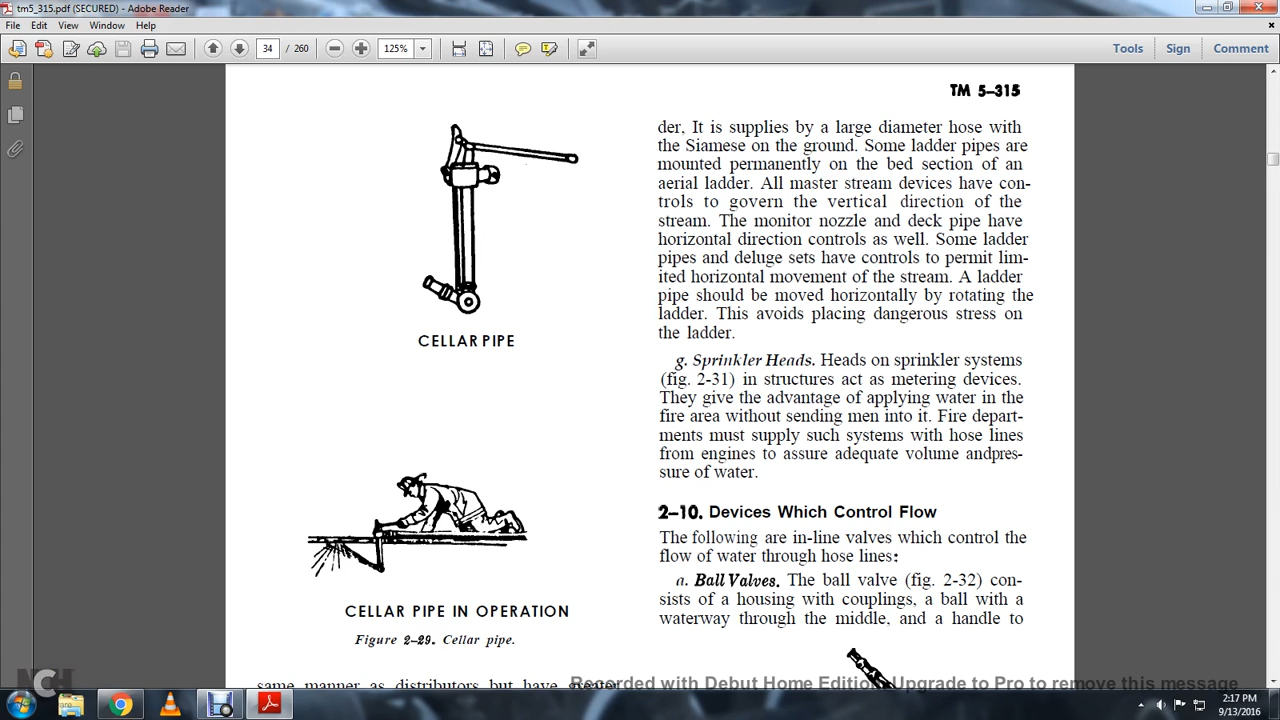 tm5_315.pdf (SECURED) - Adobe Reader
File Edit View Window Help
34 / 260 125% Tools Sign Comment
TM 5-315
CELLAR PIPE
CELLAR PIPE IN OPERATION
Figure 2-29. Cellar pipe.
same manner as distributors but have greater
der, It is supplies by a large diameter hose with
the Siamese on the ground. Some ladder pipes are
mounted permanently on the bed section of an
aerial ladder. All master stream devices have con-
trols to govern the vertical direction of the
stream. The monitor nozzle and deck pipe have
horizontal direction controls as well. Some ladder
pipes and deluge sets have controls to permit lim-
ited horizontal movement of the stream. A ladder
pipe should be moved horizontally by rotating the
ladder. This avoids placing dangerous stress on
the ladder.
g. Sprinkler Heads. Heads on sprinkler systems
(fig. 2-31) in structures act as metering devices.
They give the advantage of applying water in the
fire area without sending men into it. Fire depart-
ments must supply such systems with hose lines
from engines to assure adequate volume andpres-
sure of water.
2-10. Devices Which Control Flow
The following are in-line valves which control the
flow of water through hose lines:
a. Ball Valves. The ball valve (fig. 2-32) con-
sists of a housing with couplings, a ball with a
waterway through the middle, and a handle to
Recorded with Debut Home Edition. Upgrade to Pro to remove this message
NCH
2:17 PM
9/13/2016